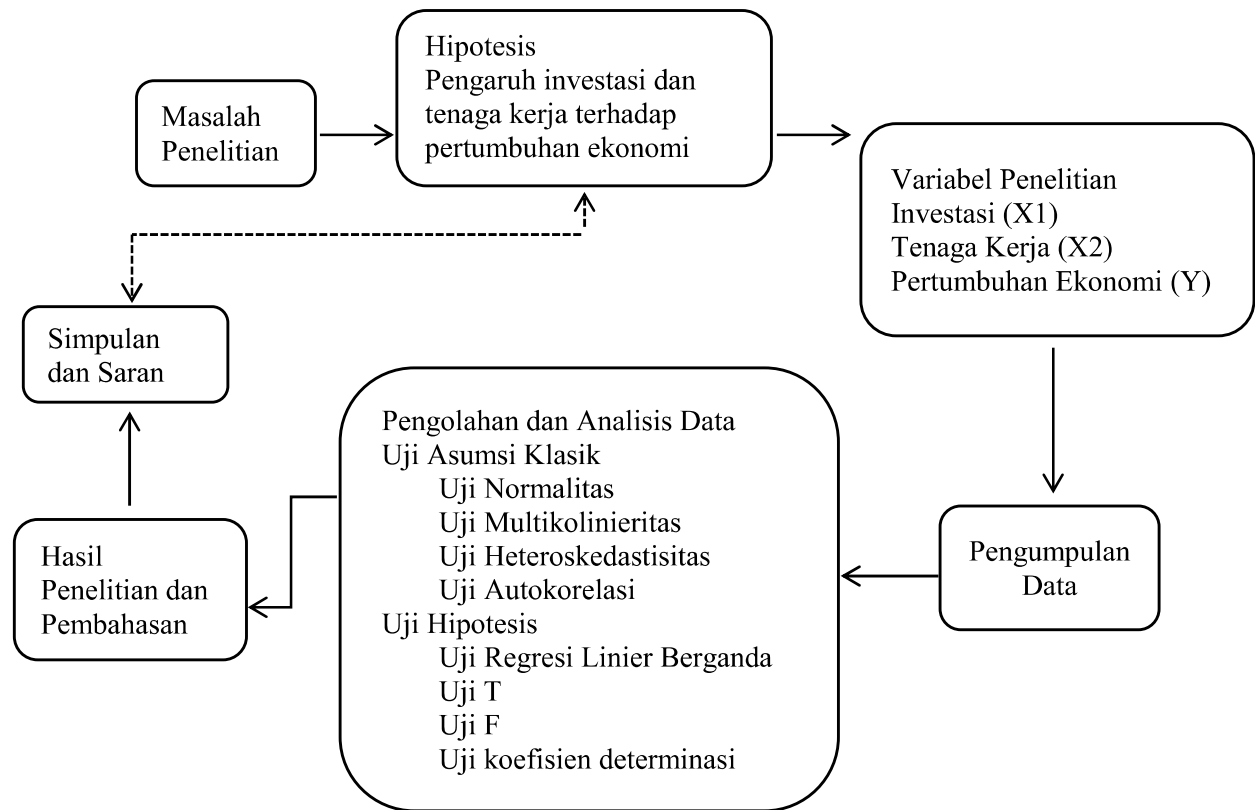 Masalah
Penelitian
Hipotesis
Pengaruh investasi dan
tenaga kerja terhadap
pertumbuhan ekonomi
Variabel Penelitian
Investasi (X1)
Tenaga Kerja (X2)
Pertumbuhan Ekonomi (Y)
Pengumpulan
Data
Pengolahan dan Analisis Data
Uji Asumsi Klasik
Uji Normalitas
Uji Multikolinieritas
Uji Heteroskedastisitas
Uji Autokorelasi
Uji Hipotesis
Uji Regresi Linier Berganda
Uji T
Uji F
Uji koefisien determinasi
Hasil
Penelitian dan
Pembahasan
Simpulan
dan Saran